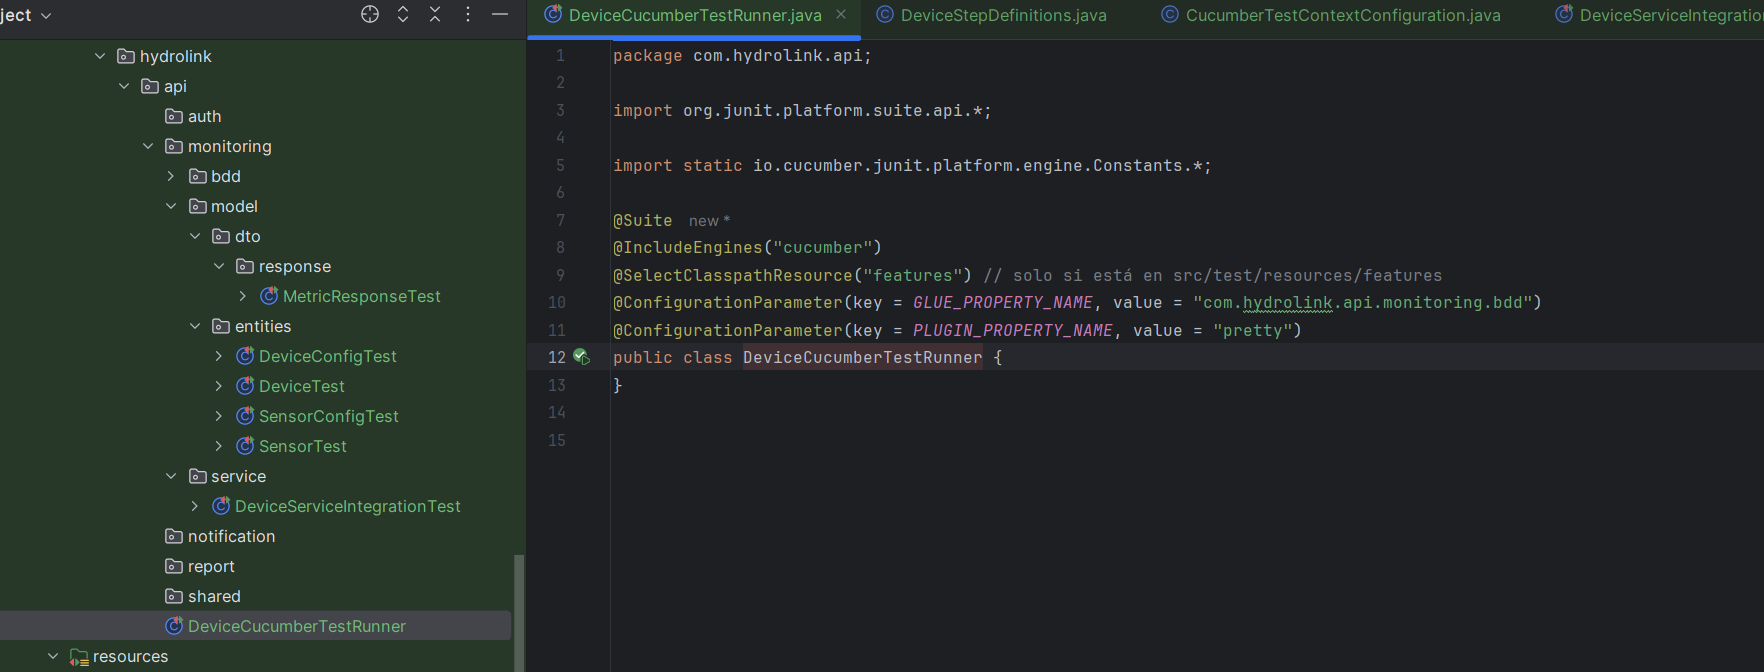 ject
DeviceCucumberTestRunner.java
DeviceStepDefinitions.java
CucumberTestContextConfiguration.java
DeviceServiceIntegratio
hydrolink
api
auth
monitoring
bdd
model
dto
response
MetricResponseTest
entities
DeviceConfigTest
DeviceTest
SensorConfigTest
SensorTest
service
DeviceServiceIntegrationTest
notification
report
shared
DeviceCucumberTestRunner
resources
1 package com.hydrolink.api;
2
3 import org.junit.platform.suite.api.*;
4
5 import static io.cucumber.junit.platform.engine.Constants.*;
6
7 @Suite new *
8 @IncludeEngines("cucumber")
9 @SelectClasspathResource("features") // solo si está en src/test/resources/features
10 @ConfigurationParameter(key = GLUE_PROPERTY_NAME, value = "com.hydrolink.api.monitoring.bdd")
11 @ConfigurationParameter(key = PLUGIN_PROPERTY_NAME, value = "pretty")
12 public class DeviceCucumberTestRunner {
13 }
14
15